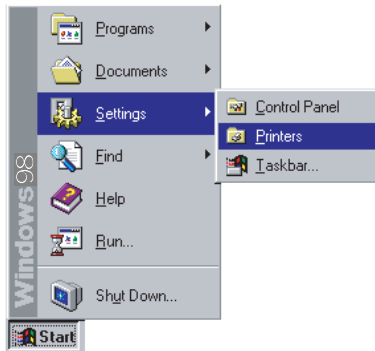 Programs
Documents
Settings
Control Panel
Printers
Taskbar...
Find
Help
Run...
Shut Down...
Windows 98
Start